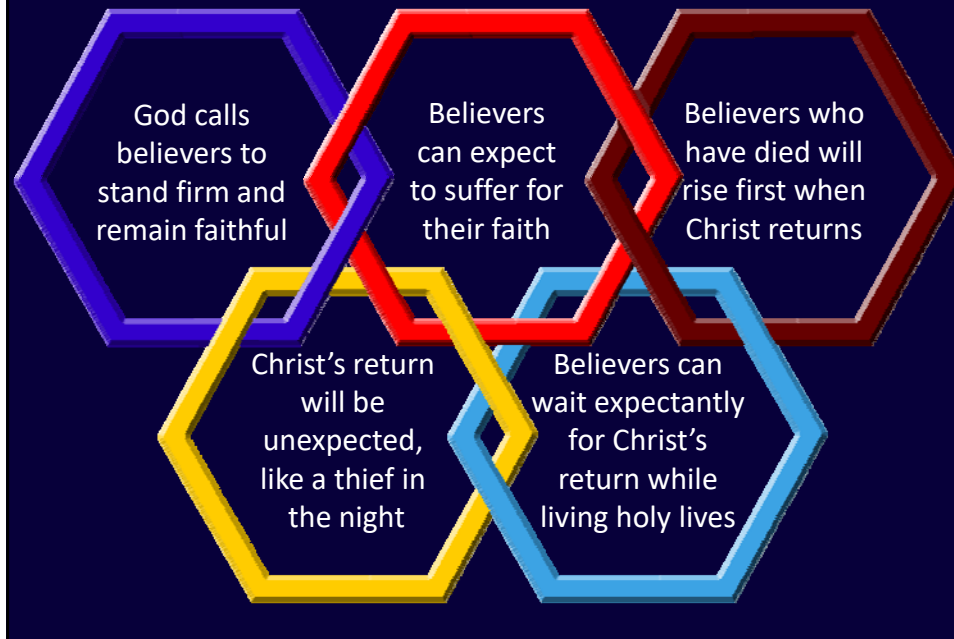 God calls
believers to
stand firm and
remain faithful
Believers
can expect
to suffer for
their faith
Believers who
have died will
rise first when
Christ returns
Christ’s return
will be
unexpected,
like a thief in
the night
Believers can
wait expectantly
for Christ’s
return while
living holy lives